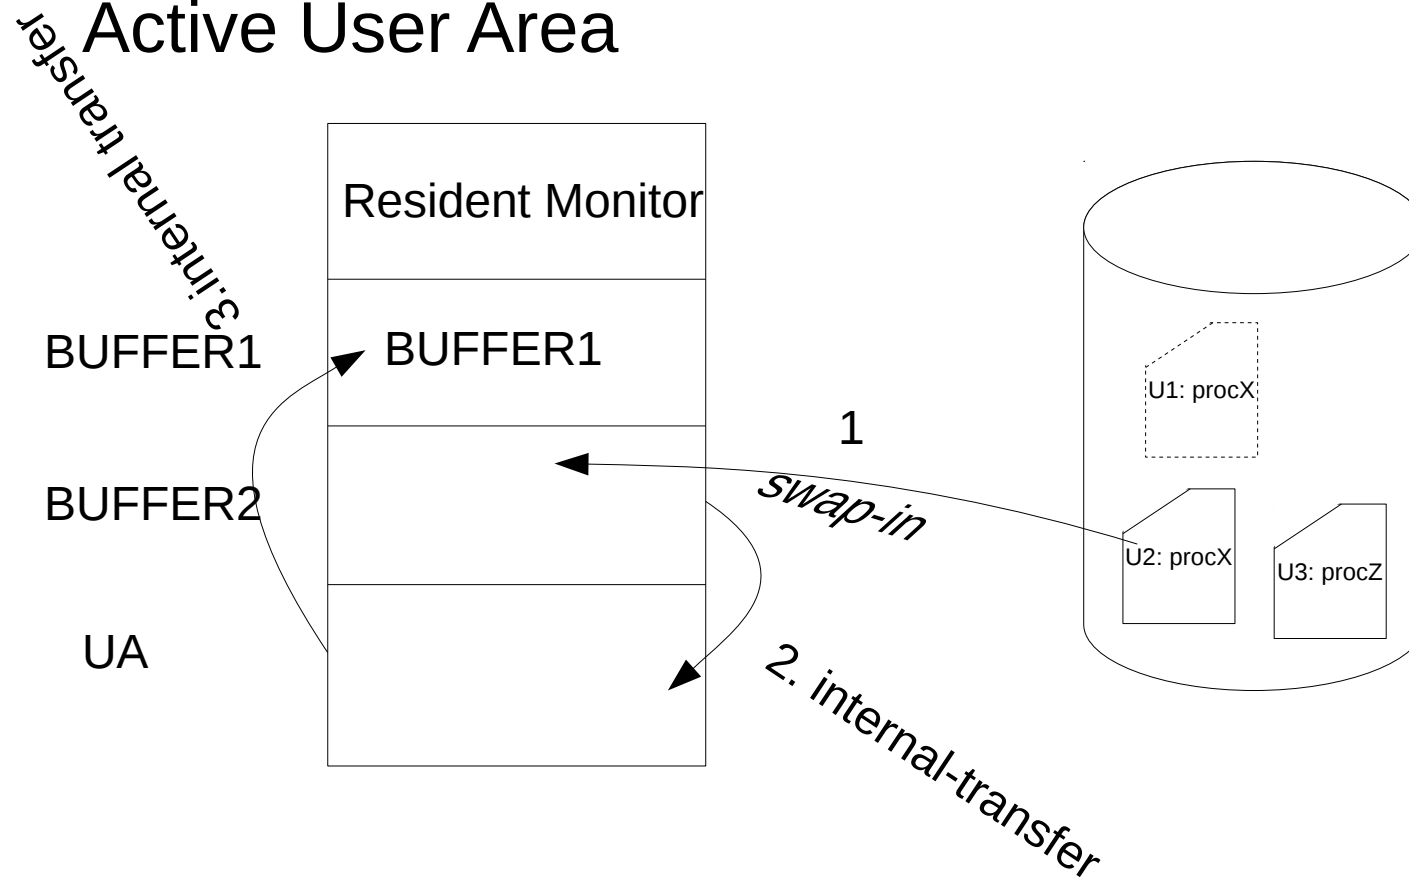 Active User Area
3.internal transfer
Resident Monitor
BUFFER1
BUFFER1
U1: procX
1
swap-in
BUFFER2
U2: procX
U3: procZ
UA
2. internal-transfer